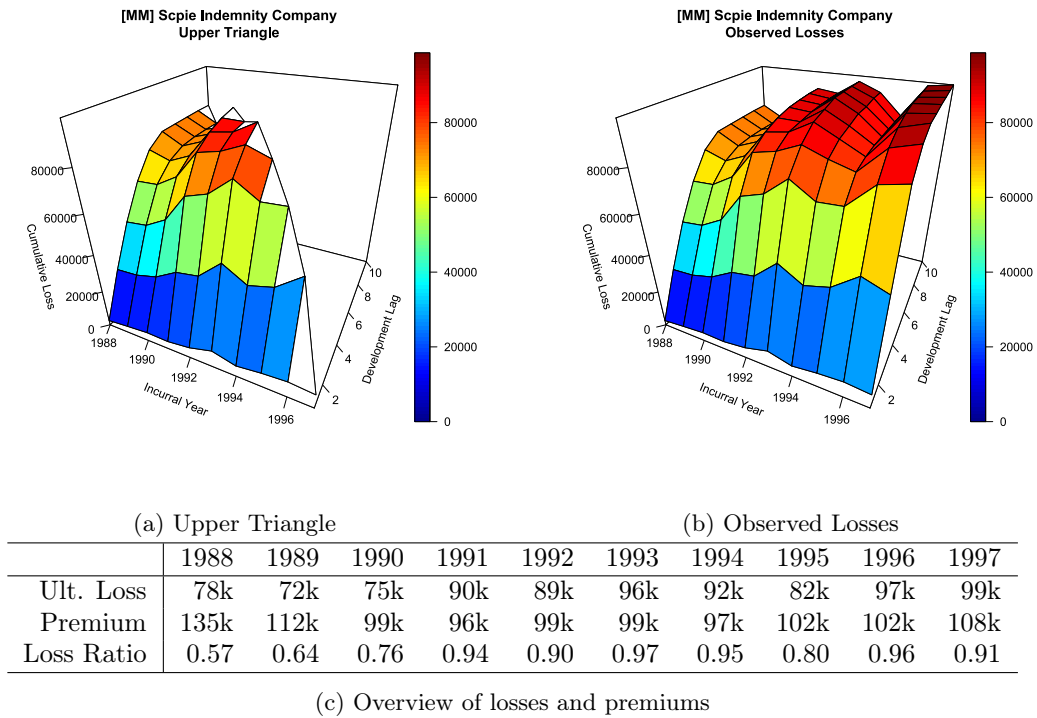 [MM] Scpie Indemnity Company
Upper Triangle
80000
60000
40000
20000
0
Cumulative Loss
1988
1990
1992
1994
1996
Incurral Year
2
4
6
8
10
Development Lag
80000
60000
40000
20000
0
[MM] Scpie Indemnity Company
Observed Losses
80000
60000
40000
20000
0
Cumulative Loss
1988
1990
1992
1994
1996
Incurral Year
2
4
6
8
10
Development Lag
80000
60000
40000
20000
0
(a) Upper Triangle
(b) Observed Losses
1988 1989 1990 1991 1992 1993 1994 1995 1996 1997
Ult. Loss 78k 72k 75k 90k 89k 96k 92k 82k 97k 99k
Premium 135k 112k 99k 96k 99k 99k 97k 102k 102k 108k
Loss Ratio 0.57 0.64 0.76 0.94 0.90 0.97 0.95 0.80 0.96 0.91
(c) Overview of losses and premiums